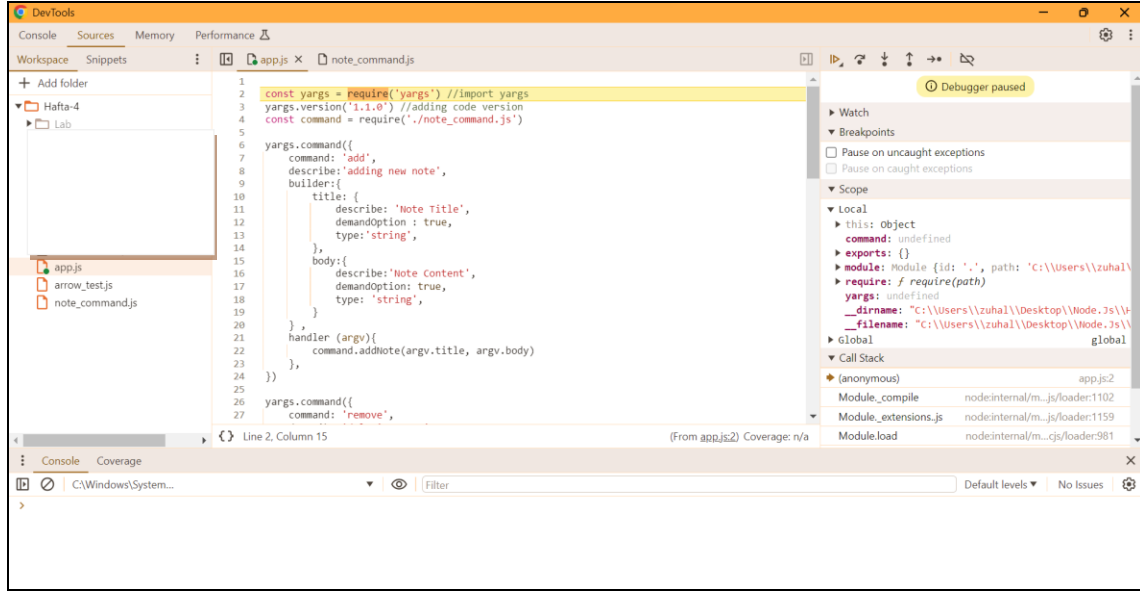 DevTools
Console Sources Memory Performance
Workspace Snippets
app.js × note_command.js
+ Add folder
Hafta-4
Lab
app.js
arrow_test.js
note_command.js
1
2 const yargs = require('yargs') //import yargs
3 yargs.version('1.1.0') //adding code version
4 const command = require('./note_command.js')
5
6 yargs.command({
7 command: 'add',
8 describe:'adding new note',
9 builder:{
10 title: {
11 describe: 'Note Title',
12 demandOption : true,
13 type:'string',
14 },
15 body:{
16 describe:'Note Content',
17 demandOption: true,
18 type: 'string',
19 }
20 } ,
21 handler (argv){
22 command.addNote(argv.title, argv.body)
23 },
24 })
25
26 yargs.command({
27 command: 'remove',
{} Line 2, Column 15 (From app.js:2) Coverage: n/a
Debugger paused
Watch
Breakpoints
Pause on uncaught exceptions
Pause on caught exceptions
Scope
Local
this: Object
command: undefined
exports: {}
module: Module {id: '.', path: 'C:\\Users\\zuhal\
require: ƒ require(path)
yargs: undefined
__dirname: "C:\\Users\\zuhal\\Desktop\\Node.Js\\H
__filename: "C:\\Users\\zuhal\\Desktop\\Node.Js\\
Global global
Call Stack
(anonymous) app.js:2
Module._compile node:internal/m...js/loader:1102
Module._extensions..js node:internal/m...js/loader:1159
Module.load node:internal/m...cjs/loader:981
Console Coverage
C:\Windows\System... Filter Default levels No Issues